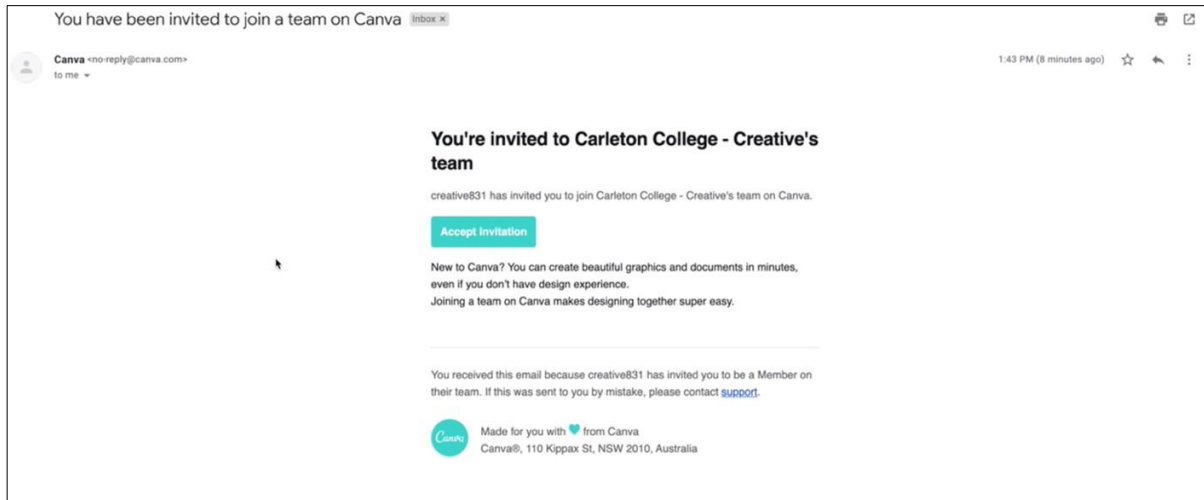 You have been invited to join a team on Canva Inbox ×
Canva <no-reply@canva.com>
1:43 PM (8 minutes ago)
to me
You're invited to Carleton College - Creative's
team
creative831 has invited you to join Carleton College - Creative's team on Canva.
Accept Invitation
New to Canva? You can create beautiful graphics and documents in minutes,
even if you don't have design experience.
Joining a team on Canva makes designing together super easy.
You received this email because creative831 has invited you to be a Member on
their team. If this was sent to you by mistake, please contact support.
Canva
Made for you with from Canva
Canva®, 110 Kippax St, NSW 2010, Australia